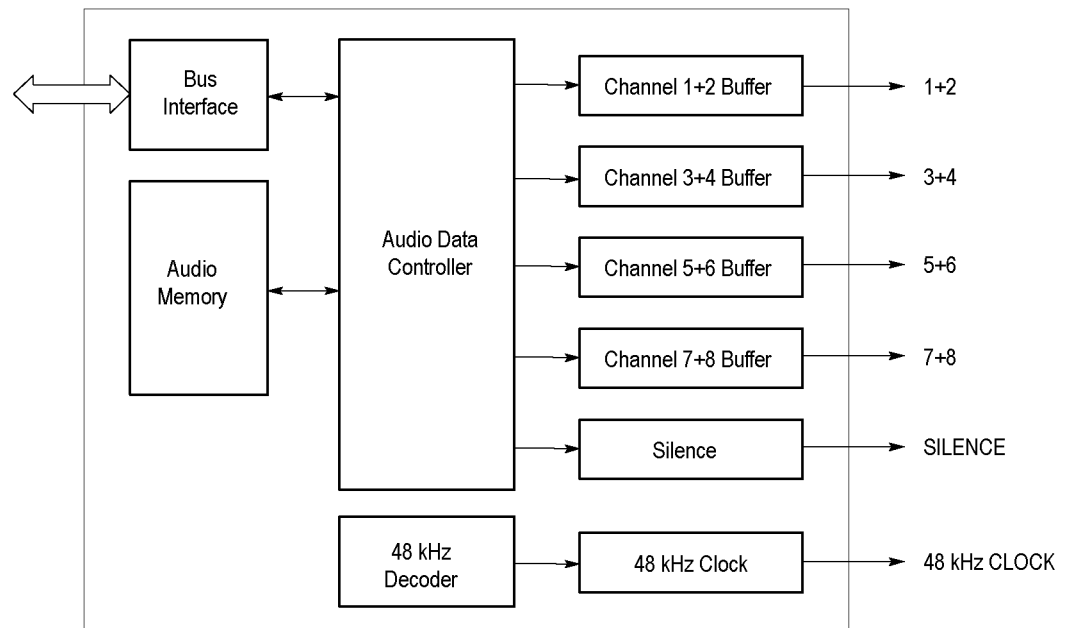 Bus
Interface
Audio
Memory
Audio Data
Controller
Channel 1+2 Buffer
1+2
Channel 3+4 Buffer
3+4
Channel 5+6 Buffer
5+6
Channel 7+8 Buffer
7+8
Silence
SILENCE
48 kHz
Decoder
48 kHz Clock
48 kHz CLOCK